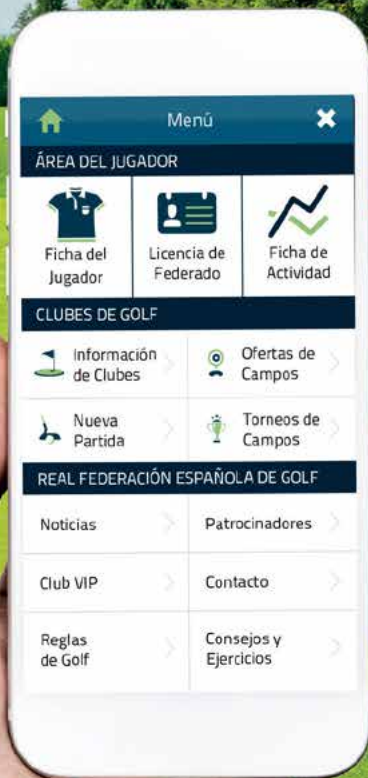 Menú
ÁREA DEL JUGADOR
Ficha del
Jugador
Licencia de
Federado
Ficha de
Actividad
CLUBES DE GOLF
Información
de Clubes
Ofertas de
Campos
Nueva
Partida
Torneos de
Campos
REAL FEDERACIÓN ESPAÑOLA DE GOLF
Noticias
Patrocinadores
Club VIP
Contacto
Reglas
de Golf
Consejos y
Ejercicios